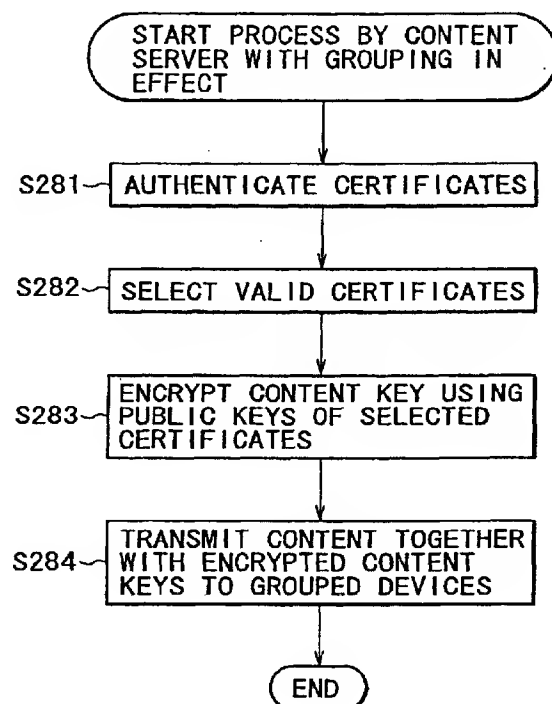 START PROCESS BY CONTENT
SERVER WITH GROUPING IN
EFFECT
S281 AUTHENTICATE CERTIFICATES
S282 SELECT VALID CERTIFICATES
ENCRYPT CONTENT KEY USING
S283 PUBLIC KEYS OF SELECTED
CERTIFICATES
TRANSMIT CONTENT TOGETHER
S284 WITH ENCRYPTED CONTENT
KEYS TO GROUPED DEVICES
END